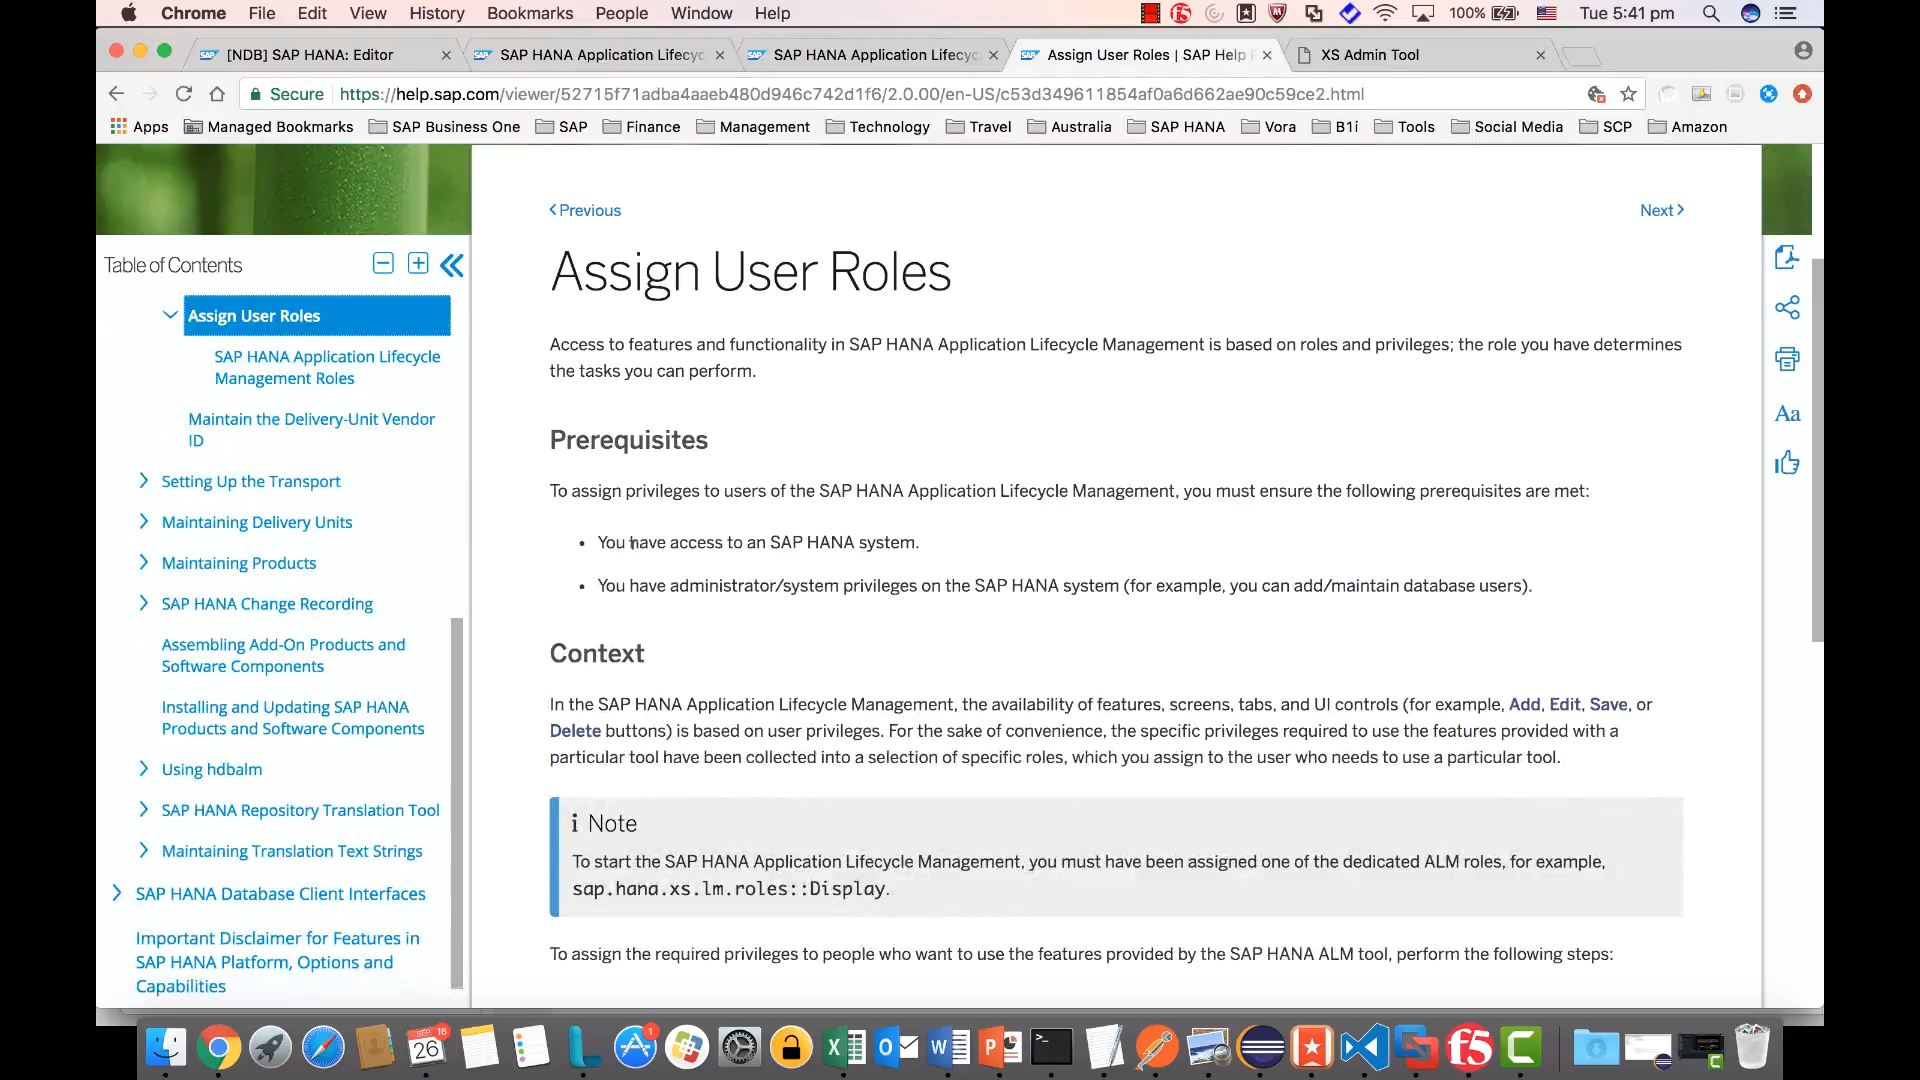 Chrome File Edit View History Bookmarks People Window Help 100% Tue 5:41 pm
[NDB] SAP HANA: Editor SAP HANA Application Lifecyc SAP HANA Application Lifecyc Assign User Roles | SAP Help XS Admin Tool
Secure https://help.sap.com/viewer/52715f71adba4aaeb480d946c742d1f6/2.0.00/en-US/c53d349611854af0a6d662ae90c59ce2.html
Apps Managed Bookmarks SAP Business One SAP Finance Management Technology Travel Australia SAP HANA Vora B1i Tools Social Media SCP Amazon
Table of Contents
Assign User Roles
SAP HANA Application Lifecycle
Management Roles
Maintain the Delivery-Unit Vendor
ID
Setting Up the Transport
Maintaining Delivery Units
Maintaining Products
SAP HANA Change Recording
Assembling Add-On Products and
Software Components
Installing and Updating SAP HANA
Products and Software Components
Using hdbalm
SAP HANA Repository Translation Tool
Maintaining Translation Text Strings
SAP HANA Database Client Interfaces
Important Disclaimer for Features in
SAP HANA Platform, Options and
Capabilities
Previous
Next
Assign User Roles
Access to features and functionality in SAP HANA Application Lifecycle Management is based on roles and privileges; the role you have determines
the tasks you can perform.
Prerequisites
To assign privileges to users of the SAP HANA Application Lifecycle Management, you must ensure the following prerequisites are met:
• You have access to an SAP HANA system.
• You have administrator/system privileges on the SAP HANA system (for example, you can add/maintain database users).
Context
In the SAP HANA Application Lifecycle Management, the availability of features, screens, tabs, and UI controls (for example, Add, Edit, Save, or
Delete buttons) is based on user privileges. For the sake of convenience, the specific privileges required to use the features provided with a
particular tool have been collected into a selection of specific roles, which you assign to the user who needs to use a particular tool.
i Note
To start the SAP HANA Application Lifecycle Management, you must have been assigned one of the dedicated ALM roles, for example,
sap.hana.xs.lm.roles::Display.
To assign the required privileges to people who want to use the features provided by the SAP HANA ALM tool, perform the following steps:
Aa
SEP. 16
26
1
f5